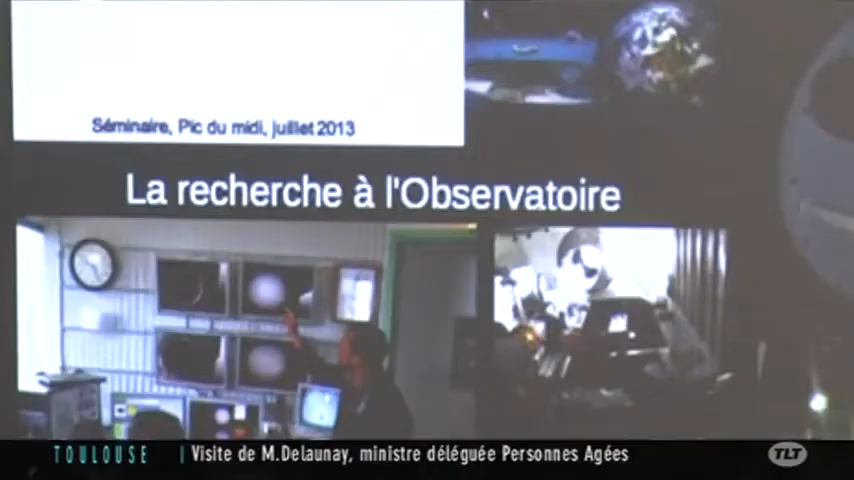 Séminaire, Pic du midi, juillet 2013
La recherche à l'Observatoire
TOULOUSE | Visite de M.Delaunay, ministre déléguée Personnes Agées
TLT